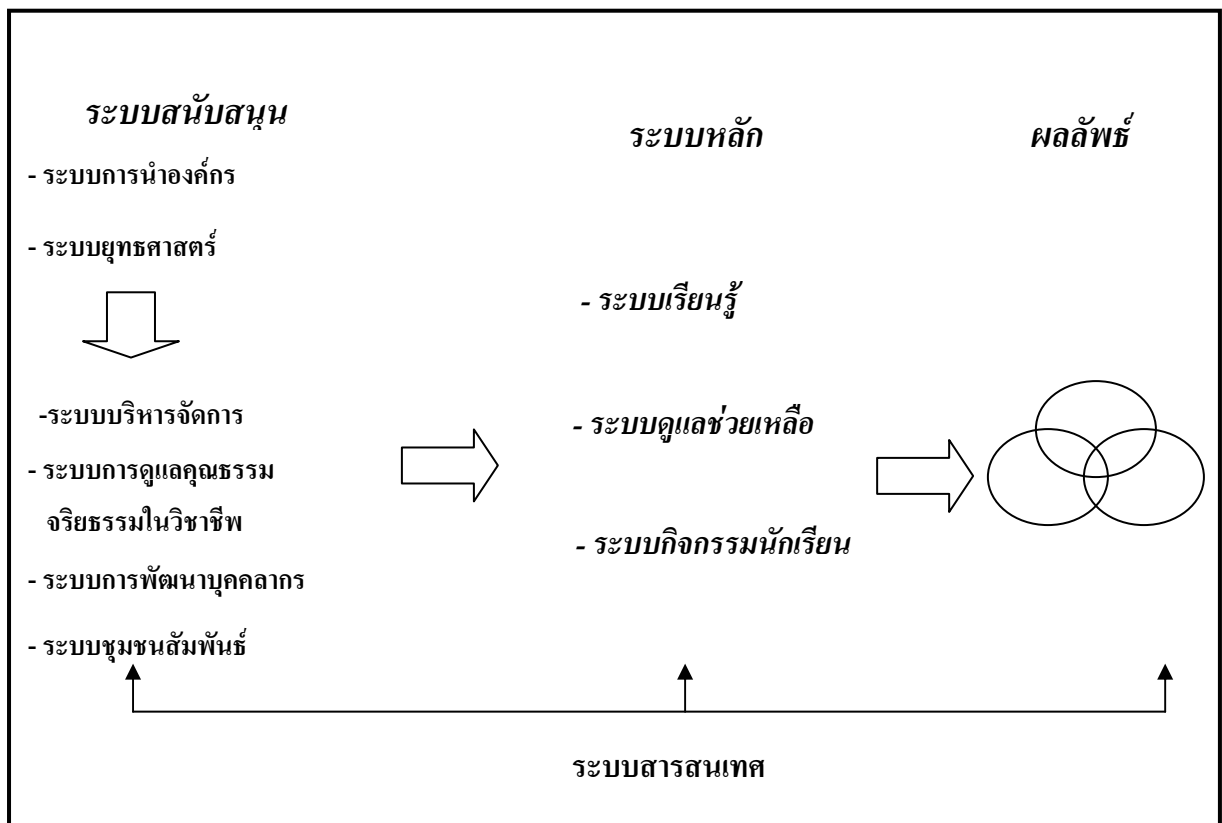 ระบบสนับสนุน
- ระบบการนำองค์กร
- ระบบยุทธศาสตร์
-ระบบบริหารจัดการ
- ระบบการดูแลคุณธรรม
จริยธรรมในวิชาชีพ
- ระบบการพัฒนาบุคคลากร
- ระบบชุมชนสัมพันธ์
ระบบหลัก
- ระบบเรียนรู้
- ระบบดูแลช่วยเหลือ
- ระบบกิจกรรมนักเรียน
ผลลัพธ์
ระบบสารสนเทศ